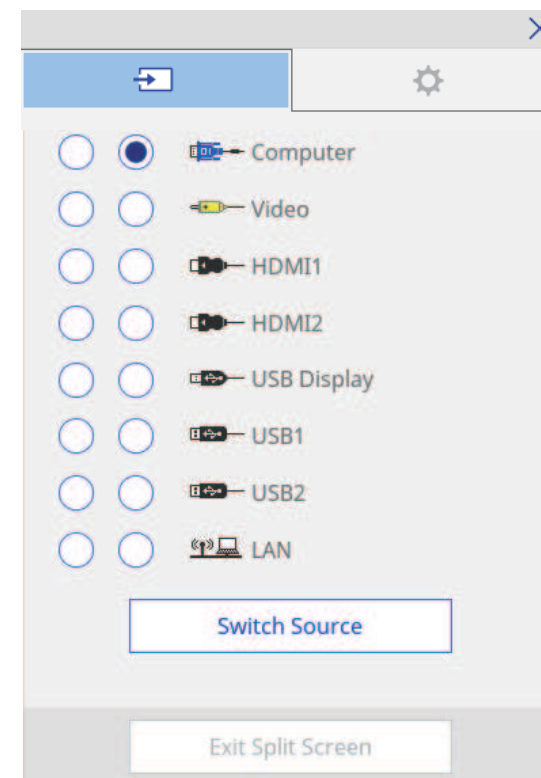 Computer
Video
HDMI1
HDMI2
USB Display
USB1
USB2
LAN
Switch Source
Exit Split Screen